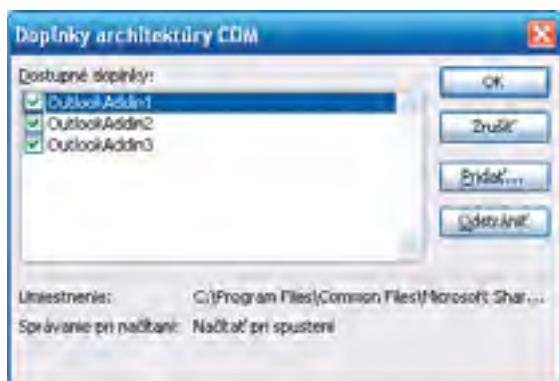 Doplnky architektúry COM
Dostupné doplnky:
OutlookAddin1
OutlookAddin2
OutlookAddin3
OK
Zrušiť
Pridať...
Odstrániť
Umiestnenie: C:\Program Files\Common Files\Microsoft Shar...
Správanie pri načítaní: Načítať pri spustení